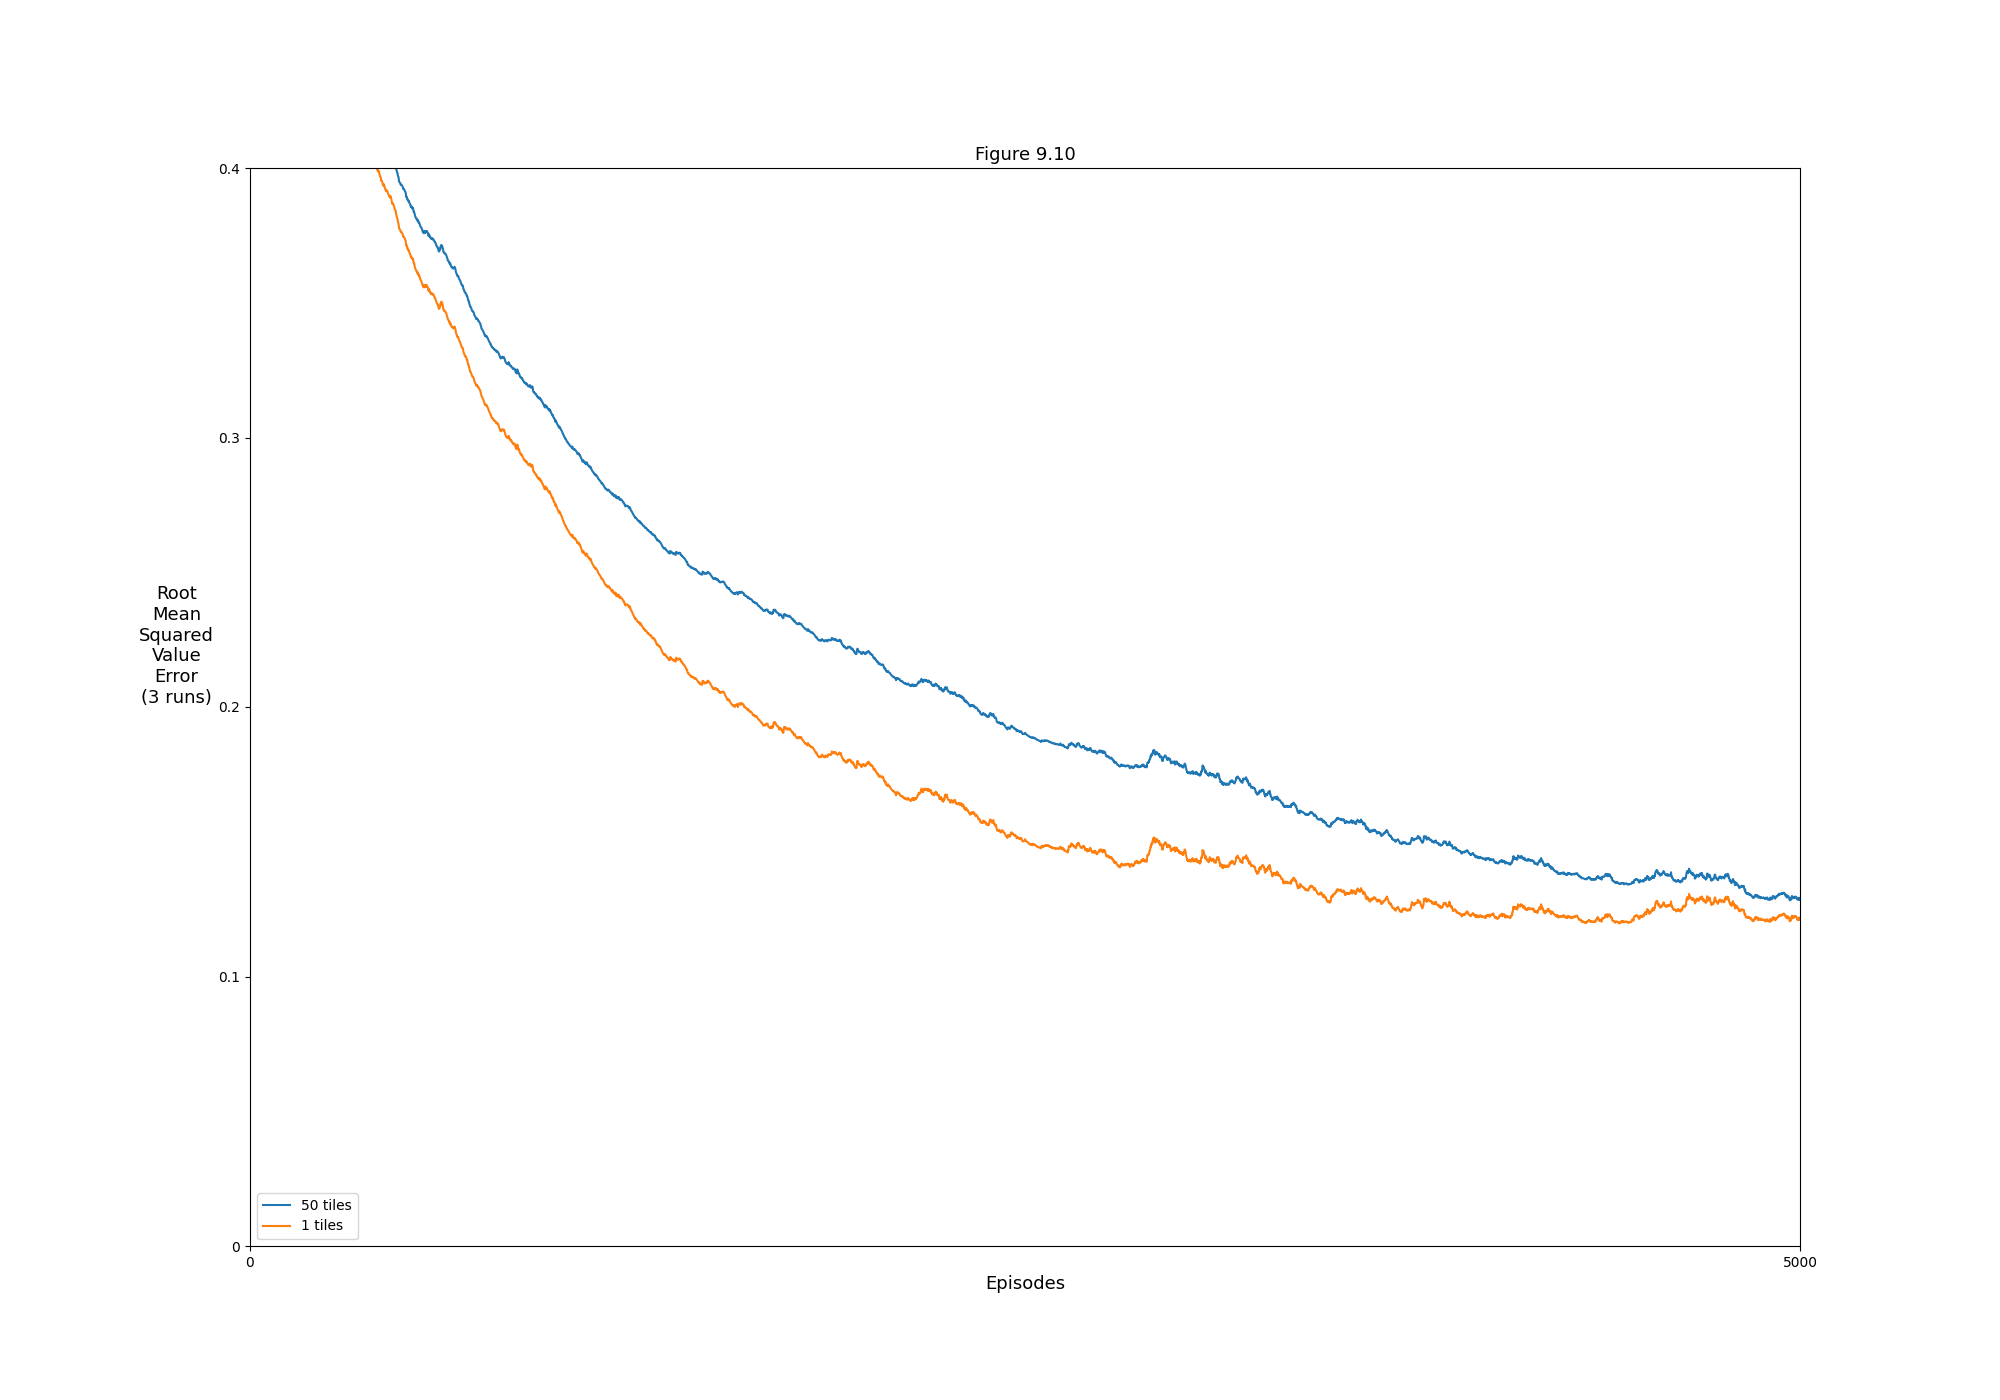 Figure 9.10
0.4
0.3
0.2
0.1
0
Root
Mean
Squared
Value
Error
(3 runs)
50 tiles
1 tiles
0
5000
Episodes